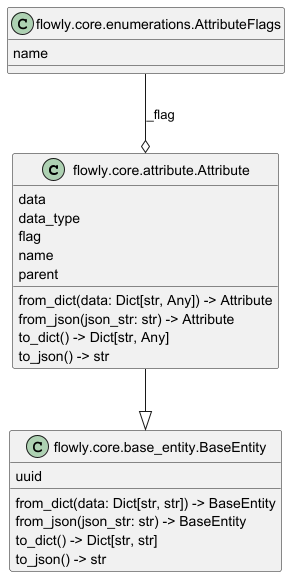 C flowly.core.enumerations.AttributeFlags
name
_flag
C flowly.core.attribute.Attribute
data
data_type
flag
name
parent
from_dict(data: Dict[str, Any]) -> Attribute
from_json(json_str: str) -> Attribute
to_dict() -> Dict[str, Any]
to_json() -> str
C flowly.core.base_entity.BaseEntity
uuid
from_dict(data: Dict[str, str]) -> BaseEntity
from_json(json_str: str) -> BaseEntity
to_dict() -> Dict[str, str]
to_json() -> str